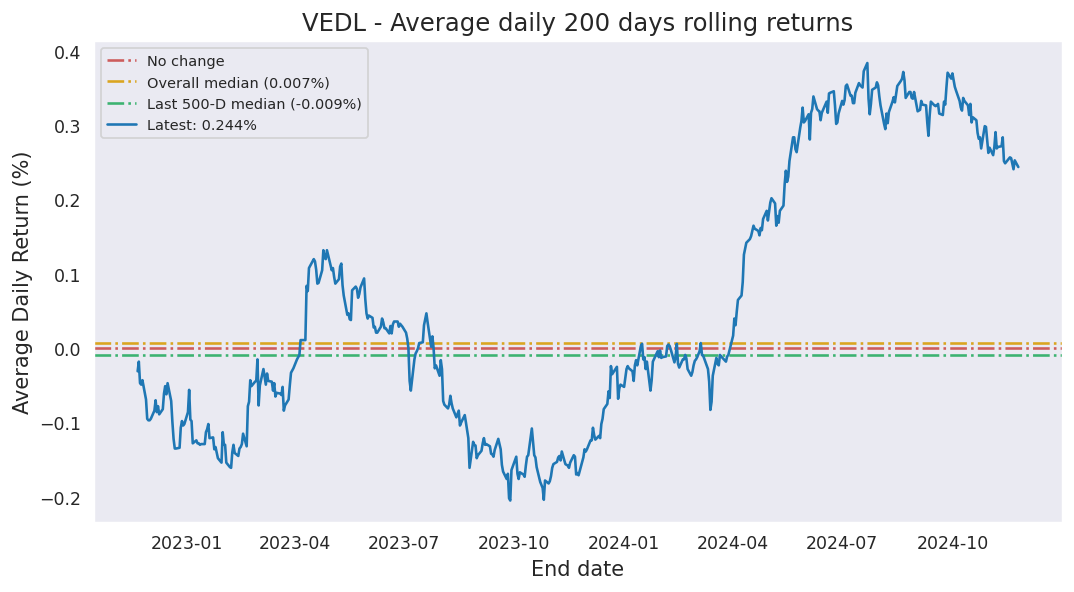 VEDL - Average daily 200 days rolling returns
No change
Overall median (0.007%)
Last 500-D median (-0.009%)
Latest: 0.244%
Average Daily Return (%)
0.4
0.3
0.2
0.1
0.0
−0.1
−0.2
2023-01 2023-04 2023-07 2023-10 2024-01 2024-04 2024-07 2024-10
End date